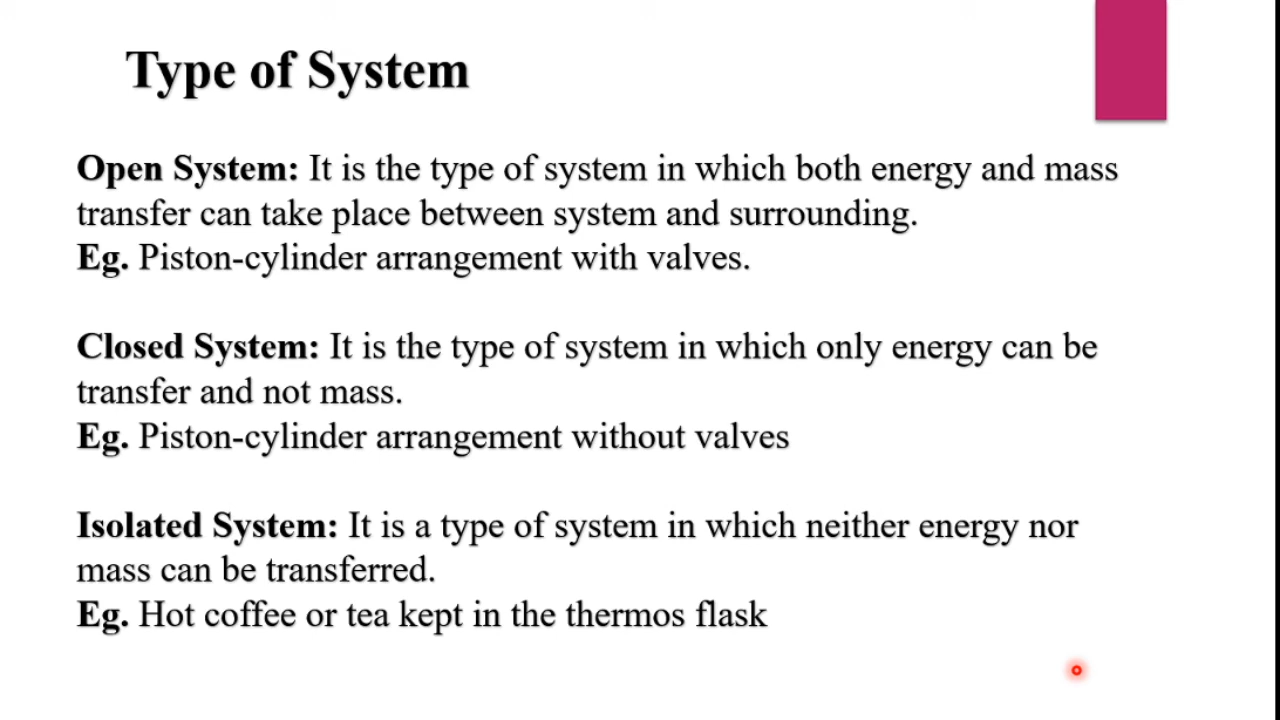 Type of System
Open System: It is the type of system in which both energy and mass
transfer can take place between system and surrounding.
Eg. Piston-cylinder arrangement with valves.
Closed System: It is the type of system in which only energy can be
transfer and not mass.
Eg. Piston-cylinder arrangement without valves
Isolated System: It is a type of system in which neither energy nor
mass can be transferred.
Eg. Hot coffee or tea kept in the thermos flask